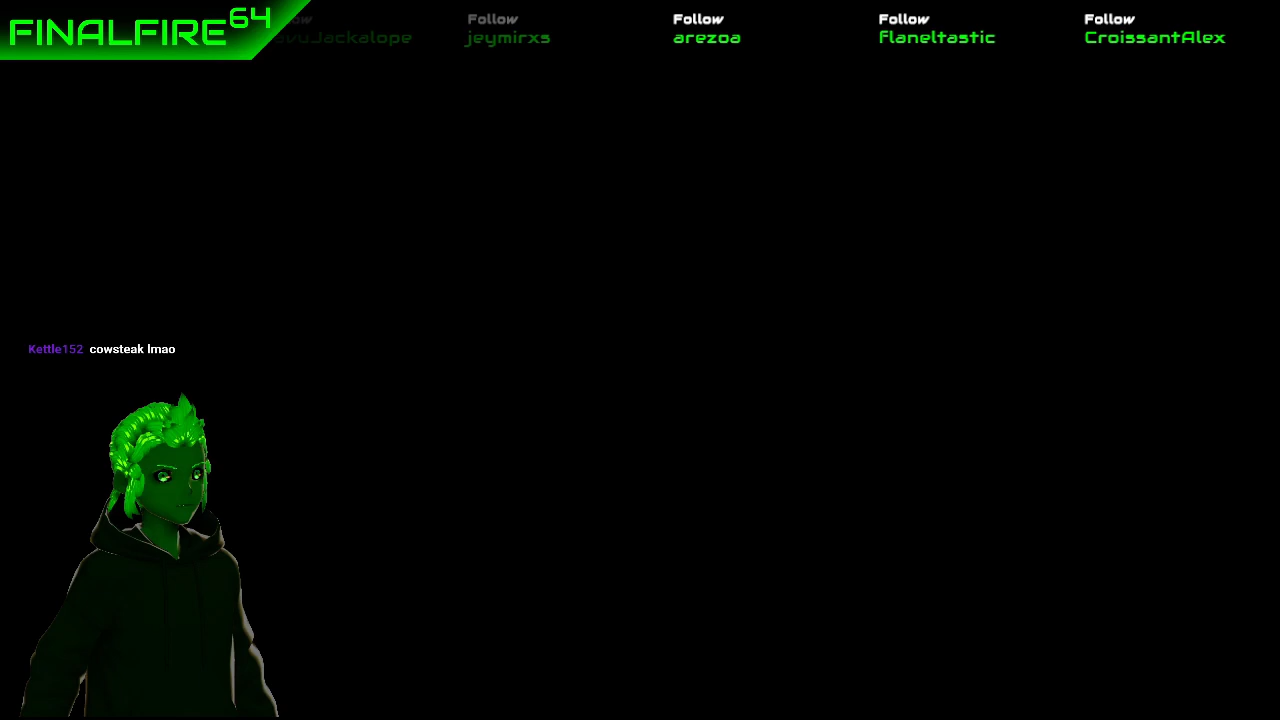 FINALFIRE64
Follow
jeymirxs
Follow
arezoa
Follow
flaneltastic
Follow
CroissantAlex
Kettle152 cowsteak lmao